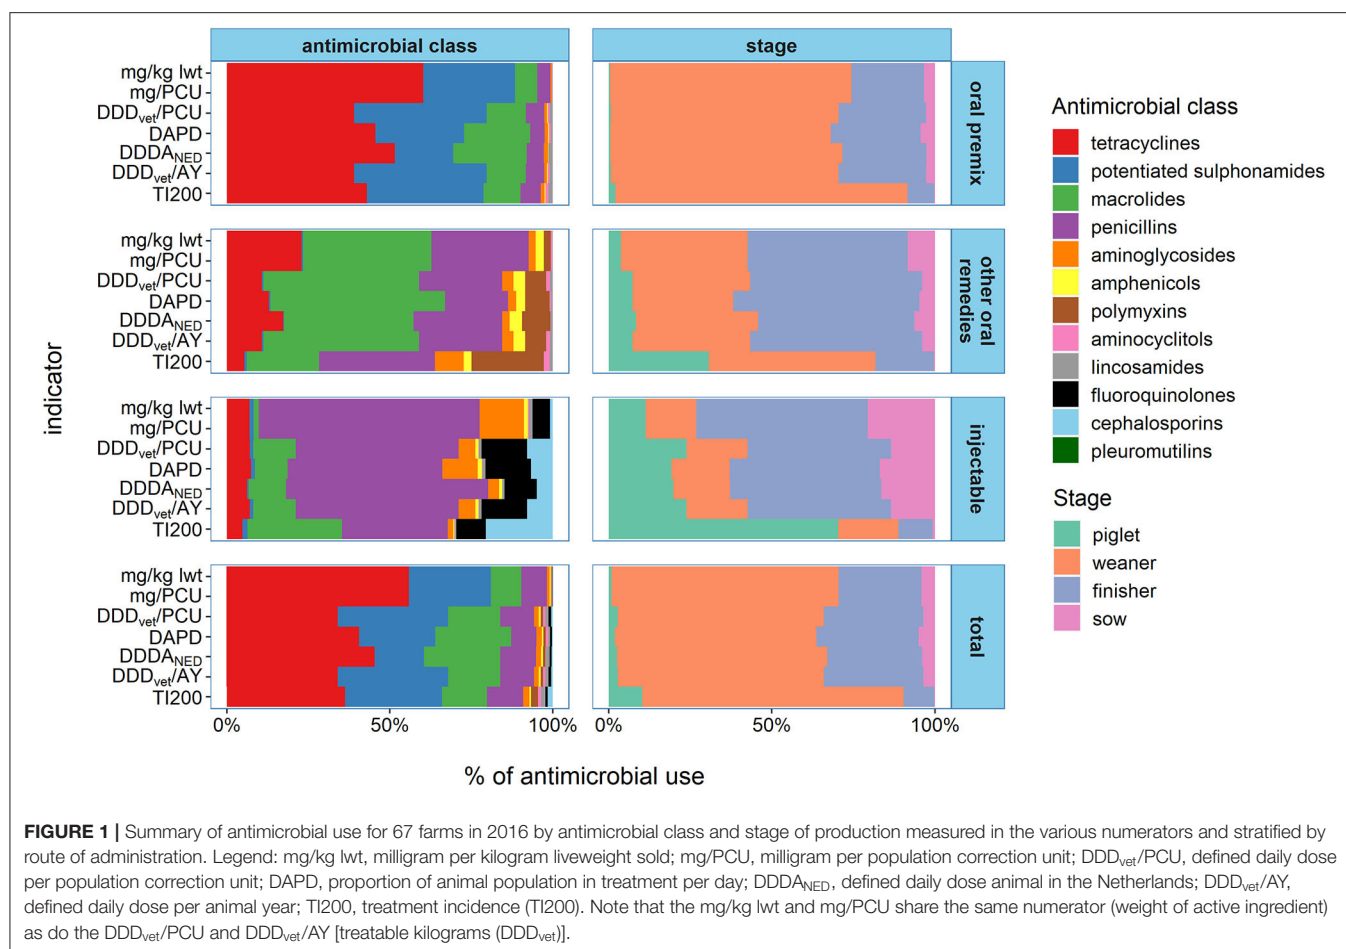 antimicrobial class
stage
mg/kg lwt
mg/PCU
DDDvet/PCU
DAPD
DDDANED
DDDvet/AY
TI200
oral premix
mg/kg lwt
mg/PCU
DDDvet/PCU
DAPD
DDDANED
DDDvet/AY
TI200
other oral
remedies
mg/kg lwt
mg/PCU
DDDvet/PCU
DAPD
DDDANED
DDDvet/AY
TI200
injectable
mg/kg lwt
mg/PCU
DDDvet/PCU
DAPD
DDDANED
DDDvet/AY
TI200
total
indicator
0% 50% 100% 0% 50% 100%
% of antimicrobial use
Antimicrobial class
tetracyclines
potentiated sulphonamides
macrolides
penicillins
aminoglycosides
amphenicols
polymyxins
aminocyclitols
lincosamides
fluoroquinolones
cephalosporins
pleuromutilins
Stage
piglet
weaner
finisher
sow
FIGURE 1 | Summary of antimicrobial use for 67 farms in 2016 by antimicrobial class and stage of production measured in the various numerators and stratified by
route of administration. Legend: mg/kg lwt, milligram per kilogram liveweight sold; mg/PCU, milligram per population correction unit; DDDvet/PCU, defined daily dose
per population correction unit; DAPD, proportion of animal population in treatment per day; DDDANED, defined daily dose animal in the Netherlands; DDDvet/AY,
defined daily dose per animal year; TI200, treatment incidence (TI200). Note that the mg/kg lwt and mg/PCU share the same numerator (weight of active ingredient)
as do the DDDvet/PCU and DDDvet/AY [treatable kilograms (DDDvet)].